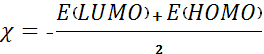 χ = - E(LUMO)+E(HOMO)
2